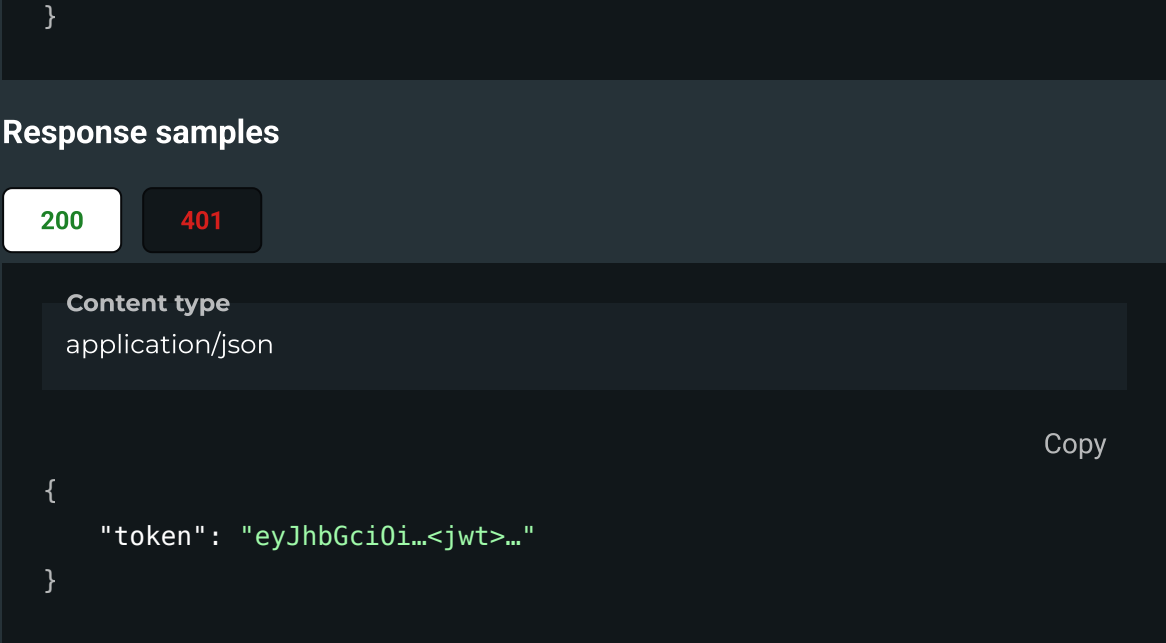 }
Response samples
200 401
Content type
application/json
Copy
{
"token": "eyJhbGciOi…<jwt>…"
}